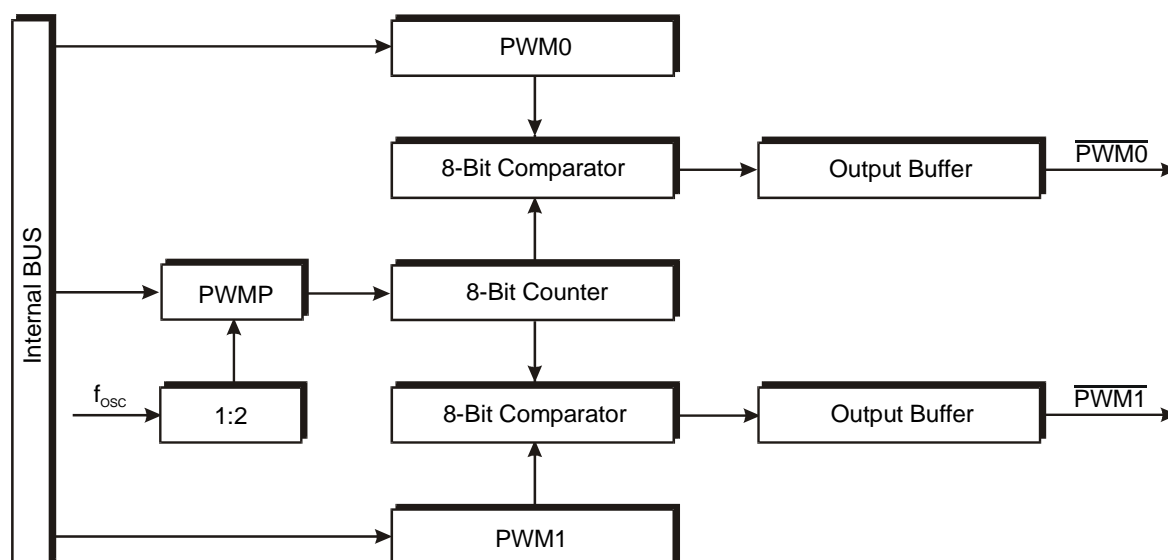 PWM0
8-Bit Comparator
Output Buffer
PWM0
Internal BUS
PWMP
8-Bit Counter
fOSC
1:2
8-Bit Comparator
Output Buffer
PWM1
PWM1